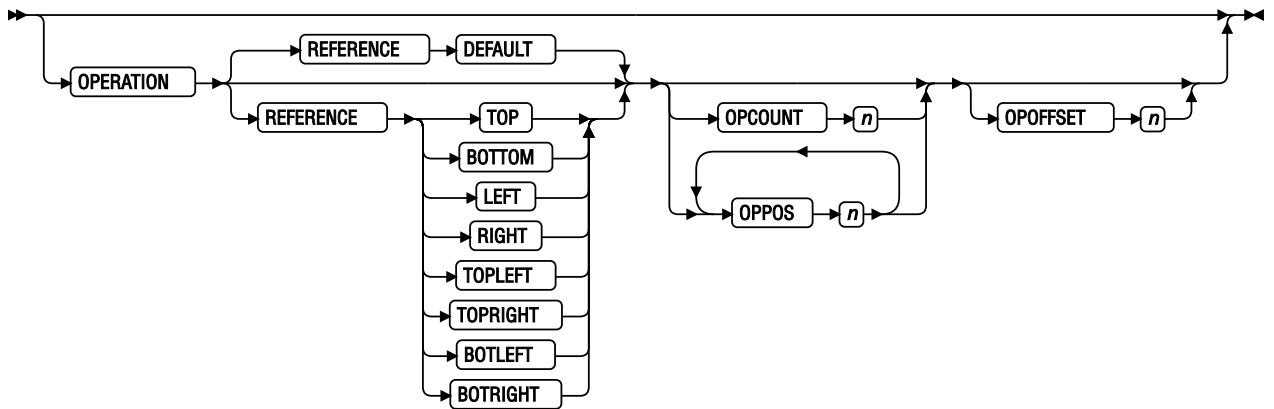 REFERENCE DEFAULT
OPERATION
REFERENCE TOP OPCOUNT n OPOFFSET n
BOTTOM
LEFT
OPPOS n
RIGHT
TOPLEFT
TOPRIGHT
BOTLEFT
BOTRIGHT